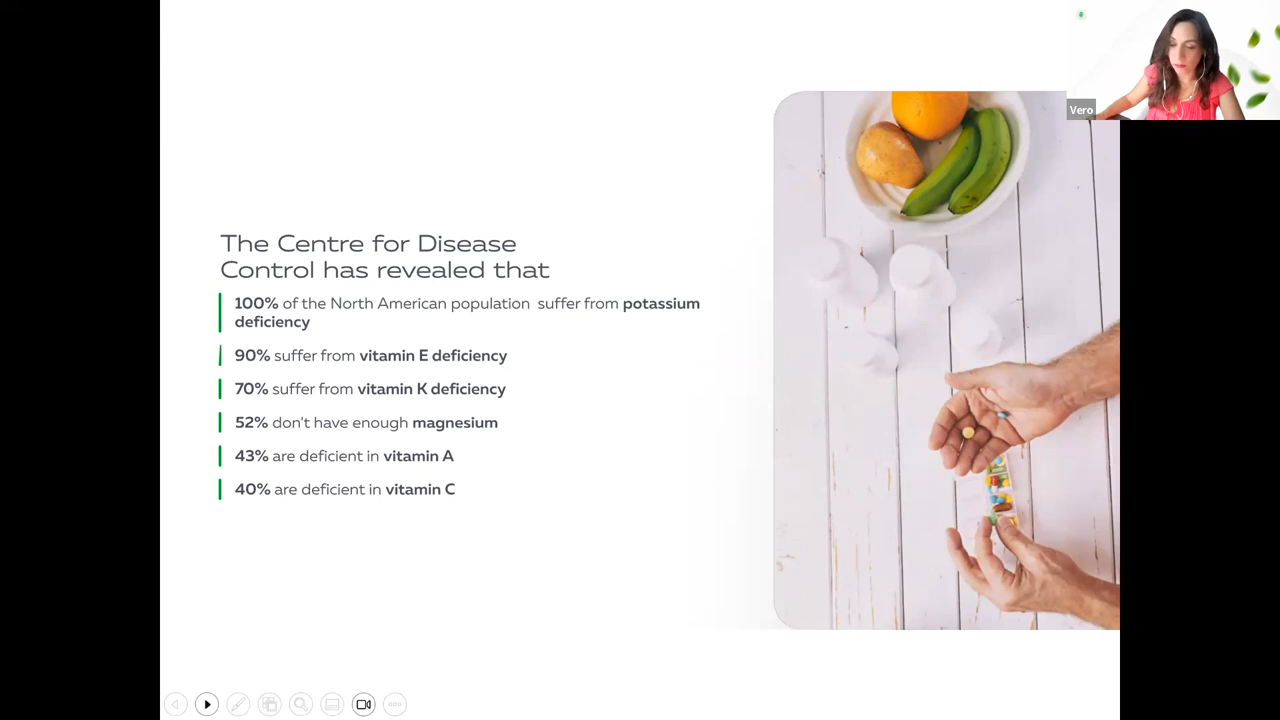 Vero
The Centre for Disease
Control has revealed that
100% of the North American population  suffer from potassium
deficiency
90% suffer from vitamin E deficiency
70% suffer from vitamin K deficiency
52% don't have enough magnesium
43% are deficient in vitamin A
40% are deficient in vitamin C